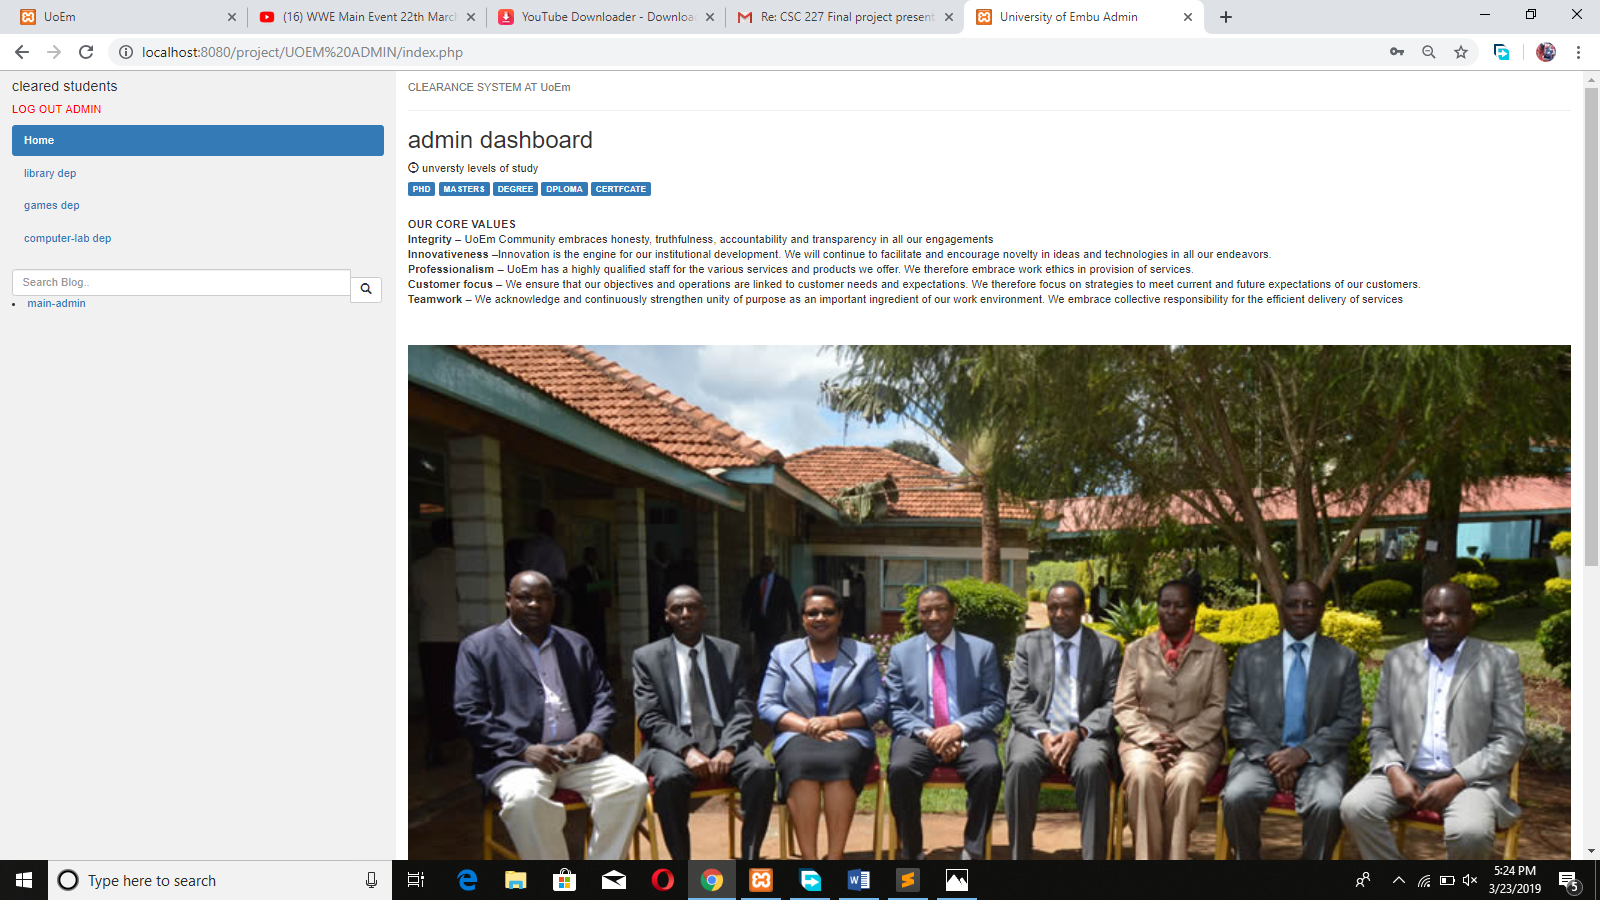 UoEm
(16) WWE Main Event 22th March
YouTube Downloader - Downloa
Re: CSC 227 Final project present
University of Embu Admin
localhost:8080/project/UOEM%20ADMIN/index.php
cleared students
LOG OUT ADMIN
Home
library dep
games dep
computer-lab dep
Search Blog..
main-admin
CLEARANCE SYSTEM AT UoEm
admin dashboard
unversty levels of study
PHD MASTERS DEGREE DPLOMA CERTFCATE
OUR CORE VALUES
Integrity – UoEm Community embraces honesty, truthfulness, accountability and transparency in all our engagements
Innovativeness –Innovation is the engine for our institutional development. We will continue to facilitate and encourage novelty in ideas and technologies in all our endeavors.
Professionalism – UoEm has a highly qualified staff for the various services and products we offer. We therefore embrace work ethics in provision of services.
Customer focus – We ensure that our objectives and operations are linked to customer needs and expectations. We therefore focus on strategies to meet current and future expectations of our customers.
Teamwork – We acknowledge and continuously strengthen unity of purpose as an important ingredient of our work environment. We embrace collective responsibility for the efficient delivery of services
Type here to search
5:24 PM
3/23/2019
5